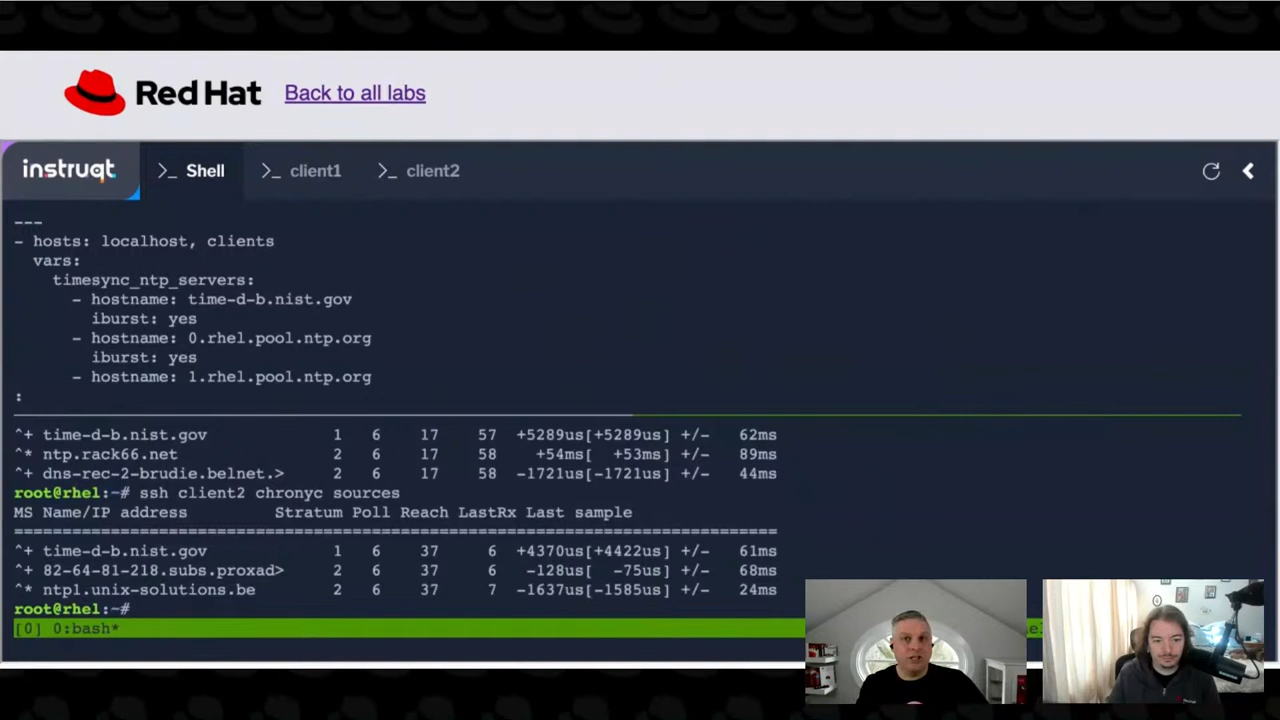 Red Hat Back to all labs
instruqt >_ Shell >_ client1 >_ client2
---
- hosts: localhost, clients
vars:
timesync_ntp_servers:
- hostname: time-d-b.nist.gov
iburst: yes
- hostname: 0.rhel.pool.ntp.org
iburst: yes
- hostname: 1.rhel.pool.ntp.org
:
^+ time-d-b.nist.gov 1 6 17 57 +5289us[+5289us] +/- 62ms
^* ntp.rack66.net 2 6 17 58 +54ms[ +53ms] +/- 89ms
^+ dns-rec-2-brudie.belnet.> 2 6 17 58 -1721us[-1721us] +/- 44ms
root@rhel:~# ssh client2 chronyc sources
MS Name/IP address Stratum Poll Reach LastRx Last sample
===============================================================================
^+ time-d-b.nist.gov 1 6 37 6 +4370us[+4422us] +/- 61ms
^+ 82-64-81-218.subs.proxad> 2 6 37 6 -128us[ -75us] +/- 68ms
^* ntp1.unix-solutions.be 2 6 37 7 -1637us[-1585us] +/- 24ms
root@rhel:~#
[0] 0:bash*